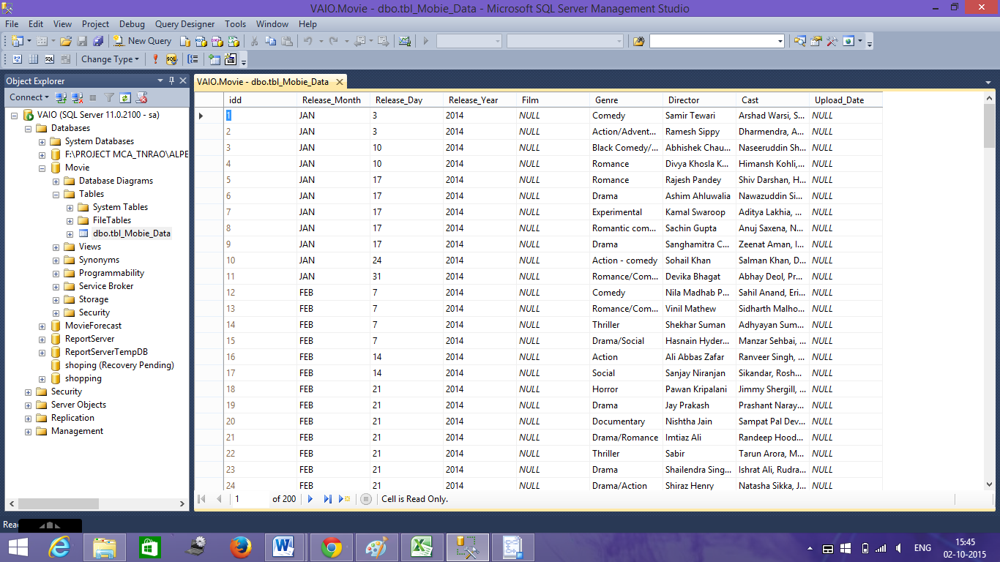 VAIO.Movie - dbo.tbl_Mobie_Data - Microsoft SQL Server Management Studio
File Edit View Project Debug Query Designer Tools Window Help
New Query
Change Type
Object Explorer
Connect
VAIO (SQL Server 11.0.2100 - sa)
Databases
System Databases
F:\PROJECT MCA_TNRAO\ALPE
Movie
Database Diagrams
Tables
System Tables
FileTables
dbo.tbl_Mobie_Data
Views
Synonyms
Programmability
Service Broker
Storage
Security
MovieForecast
ReportServer
ReportServerTempDB
shoping (Recovery Pending)
shopping
Security
Server Objects
Replication
Management
VAIO.Movie - dbo.tbl_Mobie_Data
idd Release_Month Release_Day Release_Year Film Genre Director Cast Upload_Date
1 JAN 3 2014 NULL Comedy Samir Tewari Arshad Warsi, S... NULL
2 JAN 3 2014 NULL Action/Advent... Ramesh Sippy Dharmendra, A... NULL
3 JAN 10 2014 NULL Black Comedy/... Abhishek Chau... Naseeruddin Sh... NULL
4 JAN 10 2014 NULL Romance Divya Khosla K... Himansh Kohli,... NULL
5 JAN 17 2014 NULL Romance Rajesh Pandey Shiv Darshan, H... NULL
6 JAN 17 2014 NULL Drama Ashim Ahluwalia Nawazuddin Si... NULL
7 JAN 17 2014 NULL Experimental Kamal Swaroop Aditya Lakhia, ... NULL
8 JAN 17 2014 NULL Romantic com... Sachin Gupta Anuj Saxena, N... NULL
9 JAN 17 2014 NULL Drama Sanghamitra C... Zeenat Aman, I... NULL
10 JAN 24 2014 NULL Action - comedy Sohail Khan Salman Khan, D... NULL
11 JAN 31 2014 NULL Romance/Com... Devika Bhagat Abhay Deol, Pr... NULL
12 FEB 7 2014 NULL Comedy Nila Madhab P... Sahil Anand, Eri... NULL
13 FEB 7 2014 NULL Romance/Com... Vinil Mathew Sidharth Malho... NULL
14 FEB 7 2014 NULL Thriller Shekhar Suman Adhyayan Sum... NULL
15 FEB 7 2014 NULL Drama/Social Hasnain Hyder... Manzar Sehbai, ... NULL
16 FEB 14 2014 NULL Action Ali Abbas Zafar Ranveer Singh, ... NULL
17 FEB 14 2014 NULL Social Sanjay Niranjan Sikandar, Rosh... NULL
18 FEB 21 2014 NULL Horror Pawan Kripalani Jimmy Shergill, ... NULL
19 FEB 21 2014 NULL Drama Jay Prakash Prashant Naray... NULL
20 FEB 21 2014 NULL Documentary Nishtha Jain Sampat Pal Dev... NULL
21 FEB 21 2014 NULL Drama/Romance Imtiaz Ali Randeep Hood... NULL
22 FEB 21 2014 NULL Thriller Sabir Tarun Arora, M... NULL
23 FEB 21 2014 NULL Drama Shailendra Sing... Ishrat Ali, Rudra... NULL
24 FEB 21 2014 NULL Drama/Action Shiraz Henry Natasha Sikka, J... NULL
1 of 200 Cell is Read Only.
ENG
15:45
02-10-2015